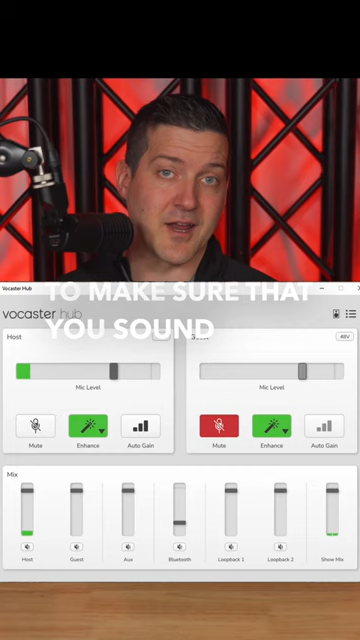 Vocaster Hub
TO MAKE SURE THAT
vocaster hub
YOU SOUND
Host
48V
Mic Level
Mic Level
Mute
Enhance
Auto Gain
Mute
Enhance
Auto Gain
Mix
Host
Guest
Aux
Bluetooth
Loopback 1
Loopback 2
Show Mix